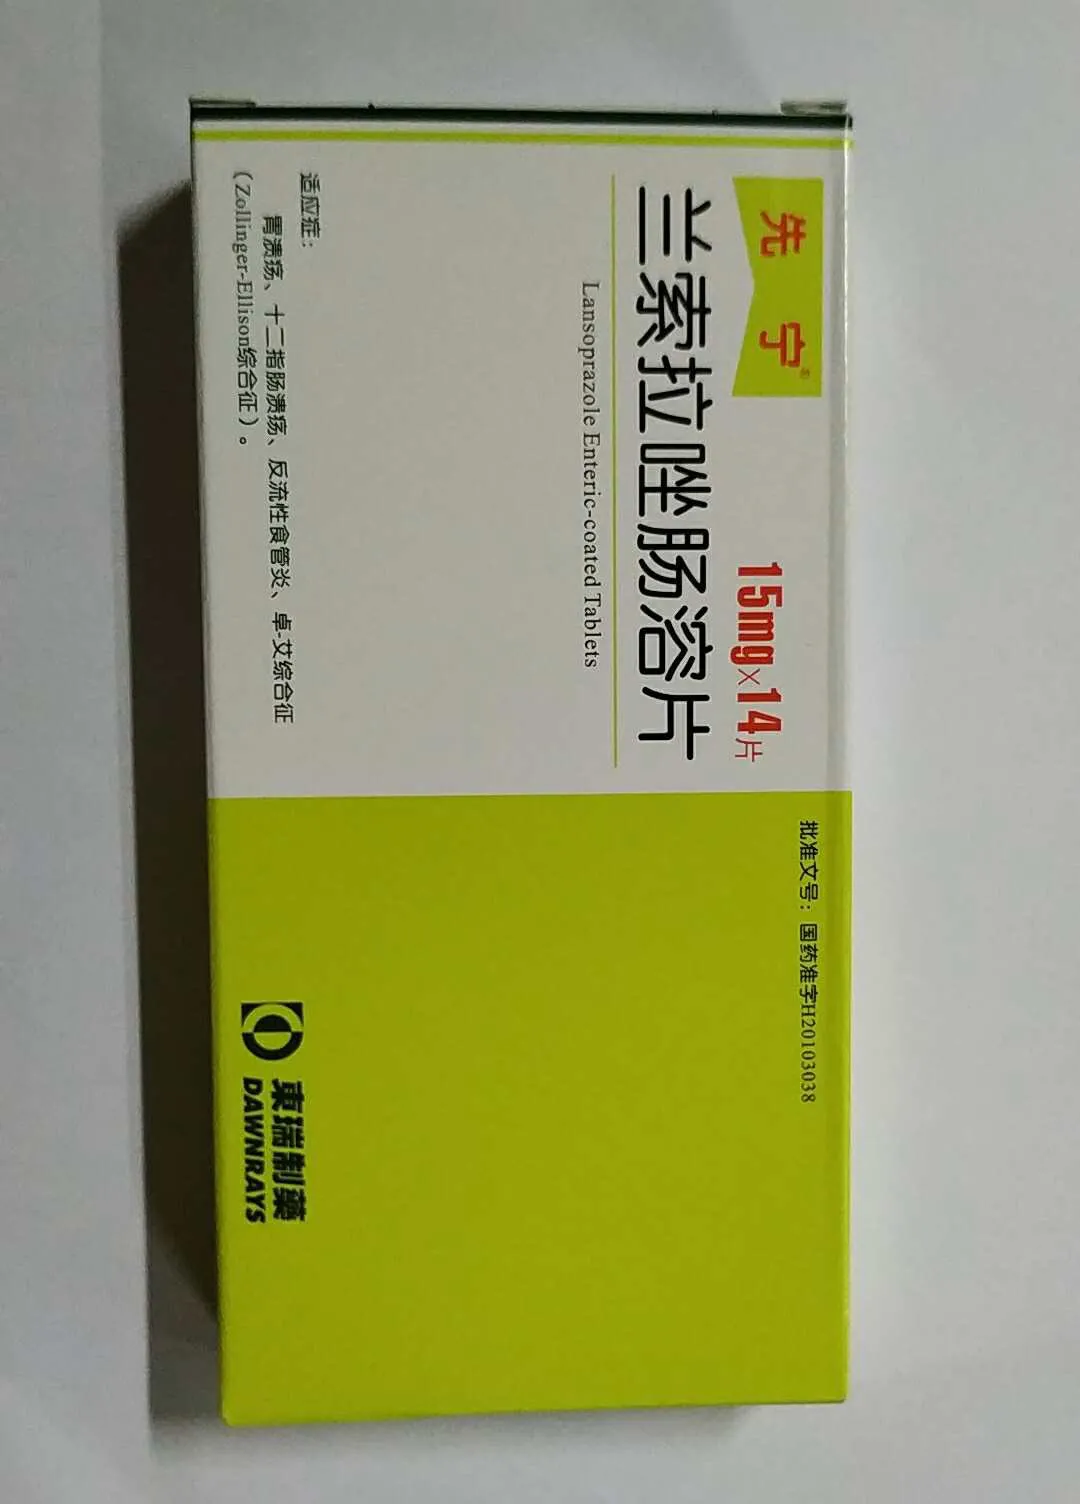 先宁®
15mg×14片
兰索拉唑肠溶片
Lansoprazole Enteric-coated Tablets
适应症：
胃溃疡、十二指肠溃疡、反流性食管炎、卓-艾综合征
（Zollinger-Ellison综合征）。
批准文号：国药准字H20103038
東瑞制藥
DAWNRAYS